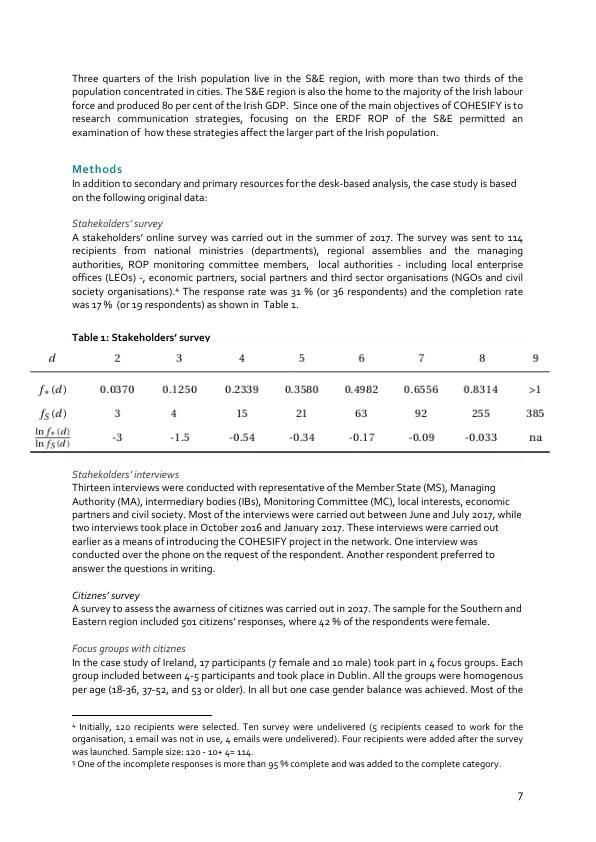 Three quarters of the Irish population live in the S&E region, with more than two thirds of the
population concentrated in cities. The S&E region is also the home to the majority of the Irish labour
force and produced 80 per cent of the Irish GDP. Since one of the main objectives of COHESIFY is to
research communication strategies, focusing on the ERDF ROP of the S&E permitted an
examination of how these strategies affect the larger part of the Irish population.
Methods
In addition to secondary and primary resources for the desk-based analysis, the case study is based
on the following original data:
Stahekolders' survey
A stakeholders' online survey was carried out in the summer of 2017. The survey was sent to 114
recipients from national ministries (departments), regional assemblies and the managing
authorities, ROP monitoring committee members, local authorities - including local enterprise
offices (LEOs) -, economic partners, social partners and third sector organisations (NGOs and civil
society organisations).⁴ The response rate was 31 % (or 36 respondents) and the completion rate
was 17 % (or 19 respondents) as shown in Table 1.
Table 1: Stakeholders' survey
d 2 3 4 5 6 7 8 9
f*(d) 0.0370 0.1250 0.2339 0.3580 0.4982 0.6556 0.8314 >1
fS(d) 3 4 15 21 63 92 255 385
ln f*(d) / ln fS(d) -3 -1.5 -0.54 -0.34 -0.17 -0.09 -0.033 na
Stakeholders' interviews
Thirteen interviews were conducted with representative of the Member State (MS), Managing
Authority (MA), intermediary bodies (IBs), Monitoring Committee (MC), local interests, economic
partners and civil society. Most of the interviews were carried out between June and July 2017, while
two interviews took place in October 2016 and January 2017. These interviews were carried out
earlier as a means of introducing the COHESIFY project in the network. One interview was
conducted over the phone on the request of the respondent. Another respondent preferred to
answer the questions in writing.
Citiznes' survey
A survey to assess the awarness of citiznes was carried out in 2017. The sample for the Southern and
Eastern region included 501 citizens' responses, where 42 % of the respondents were female.
Focus groups with citiznes
In the case study of Ireland, 17 participants (7 female and 10 male) took part in 4 focus groups. Each
group included between 4-5 participants and took place in Dublin. All the groups were homogenous
per age (18-36, 37-52, and 53 or older). In all but one case gender balance was achieved. Most of the
⁴ Initially, 120 recipients were selected. Ten survey were undelivered (5 recipients ceased to work for the
organisation, 1 email was not in use, 4 emails were undelivered). Four recipients were added after the survey
was launched. Sample size: 120 - 10+ 4= 114.
⁵ One of the incomplete responses is more than 95 % complete and was added to the complete category.
7